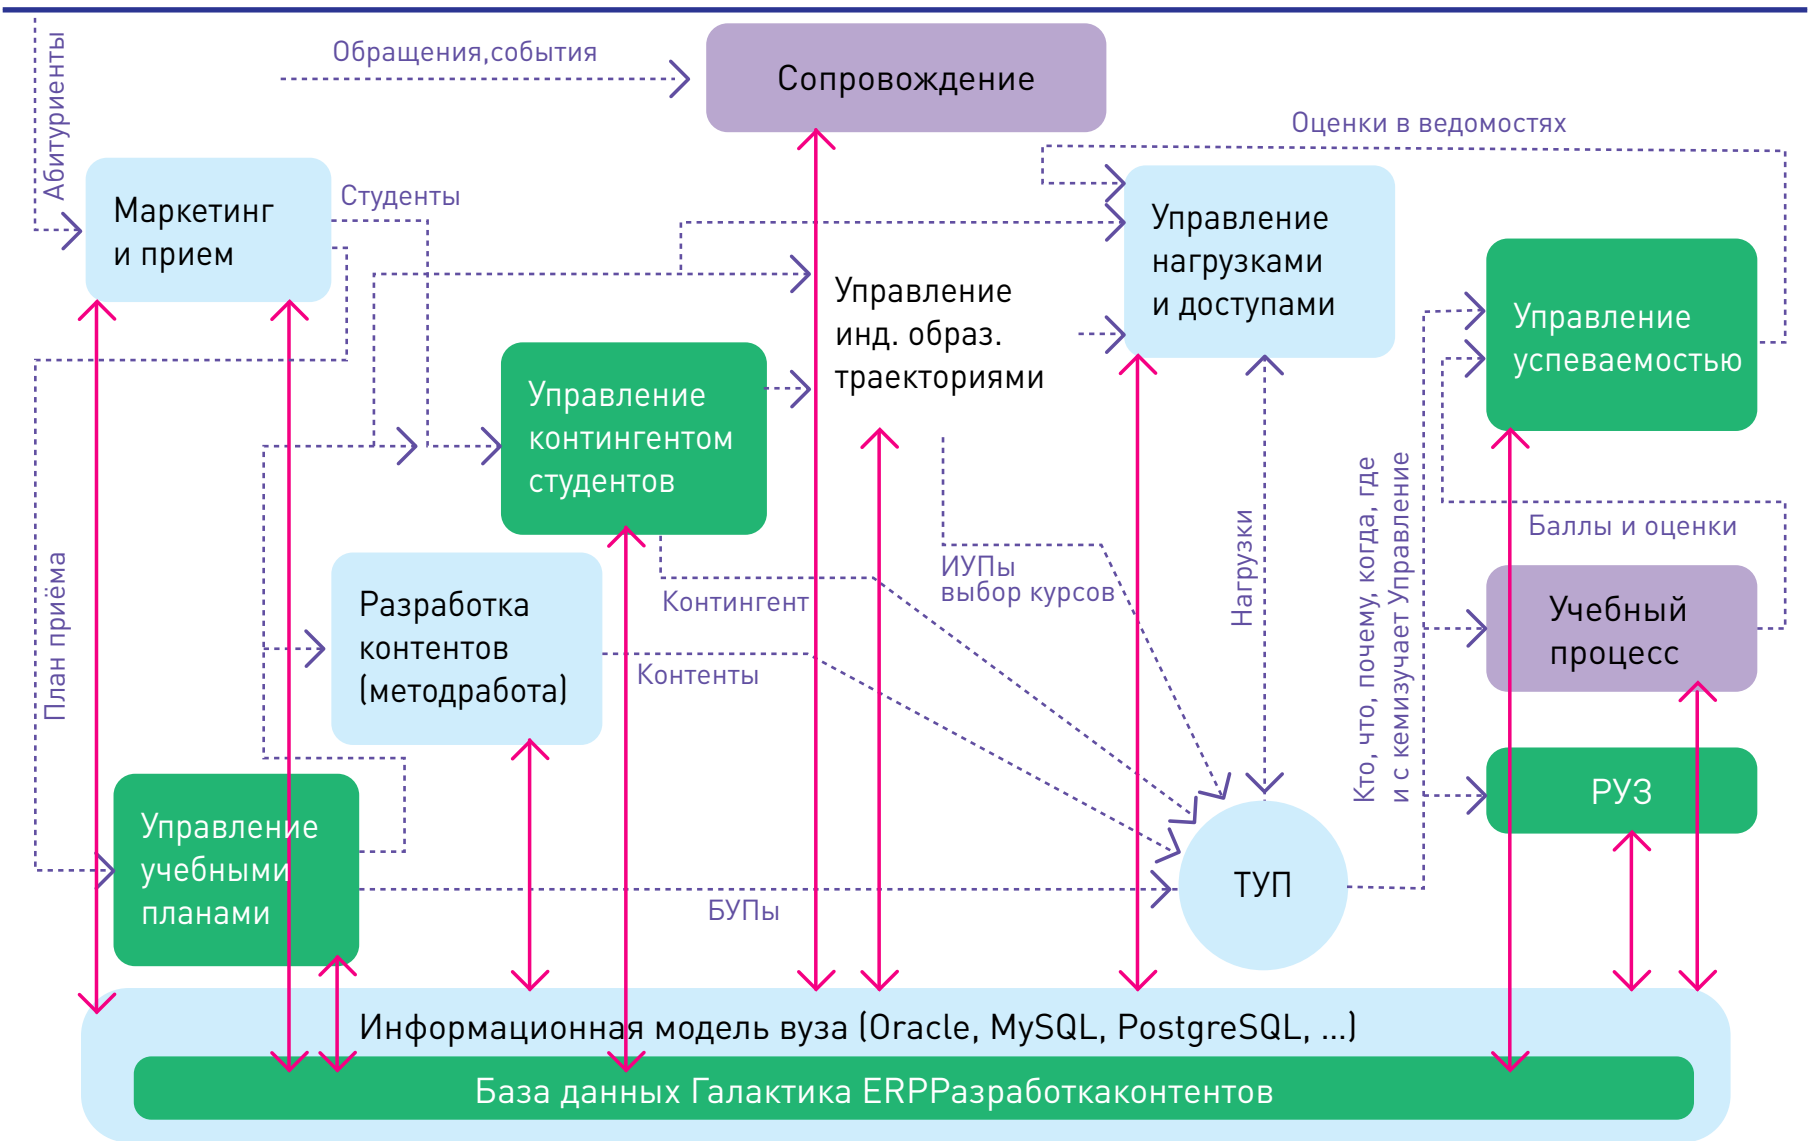 Абитуриенты
Обращения,события
Сопровождение
Оценки в ведомостях
Маркетинг
и прием
Студенты
Управление
нагрузками
и доступами
Управление
инд. образ.
траекториями
Управление
успеваемостью
Управление
контингентом
студентов
План приёма
Разработка
контентов
(методработа)
Контингент
Контенты
ИУПы
выбор курсов
Нагрузки
Кто, что, почему, когда, где
и с кемизучает Управление
Баллы и оценки
Учебный
процесс
РУЗ
Управление
учебными
планами
БУПы
ТУП
Информационная модель вуза (Oracle, MySQL, PostgreSQL, ...)
База данных Галактика ERPРазработкаконтентов